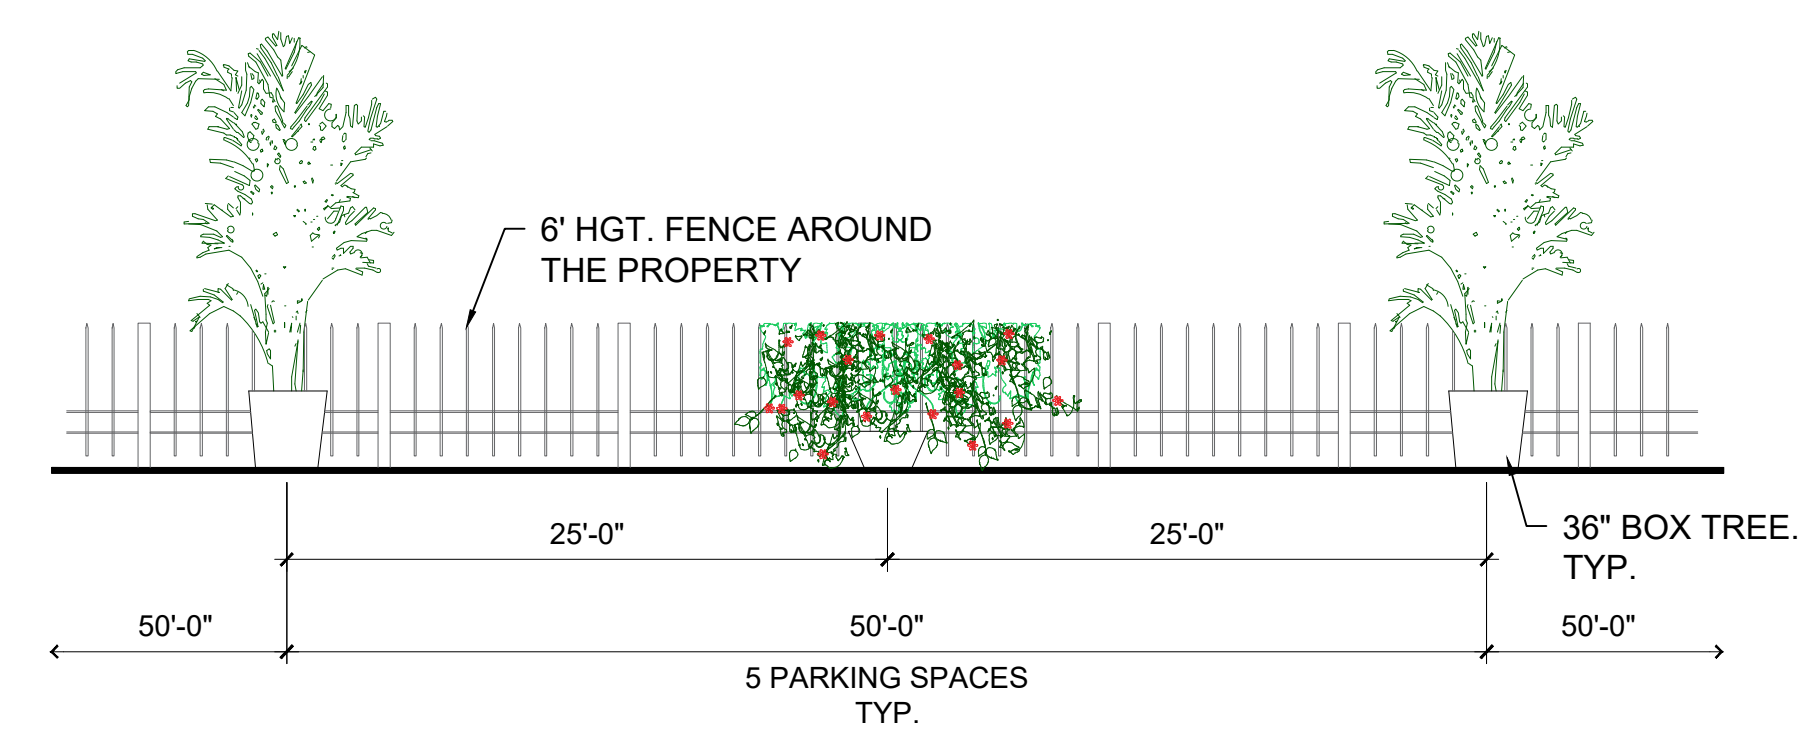 6' HGT. FENCE AROUND
THE PROPERTY
25'-0"
25'-0"
36" BOX TREE.
TYP.
50'-0"
50'-0"
50'-0"
5 PARKING SPACES
TYP.